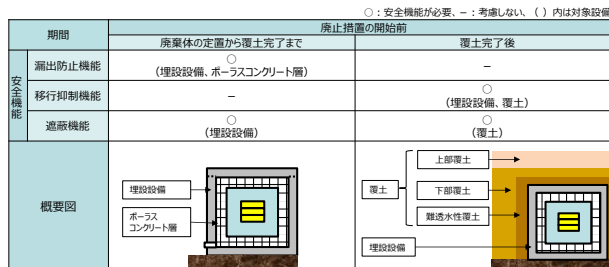 ○：安全機能が必要、－：考慮しない、（ ）内は対象設備
期間
廃止措置の開始前
廃棄体の定置から覆土完了まで
覆土完了後
安全機能
漏出防止機能
○
（埋設設備、ポーラスコンクリート層）
－
移行抑制機能
－
○
（埋設設備、覆土）
遮蔽機能
○
（埋設設備）
○
（覆土）
概要図
埋設設備
ポーラス
コンクリート層
覆土
上部覆土
下部覆土
難透水性覆土
埋設設備